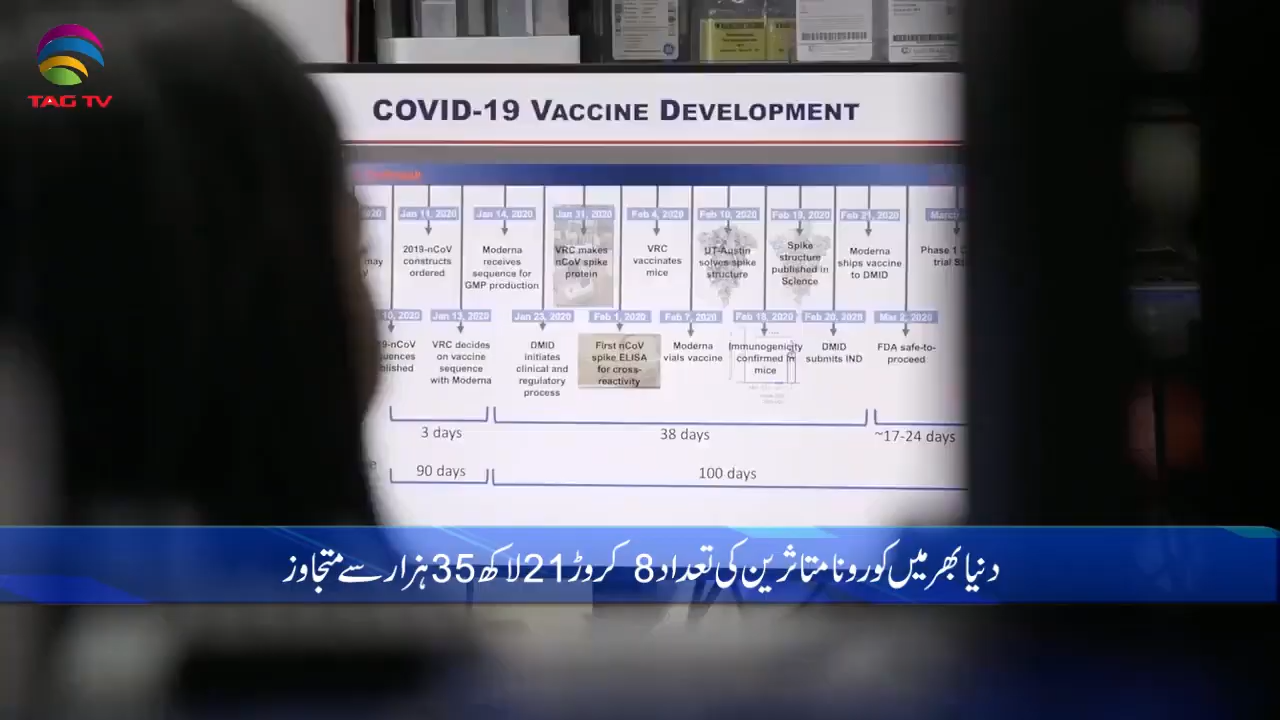 TAG TV
COVID-19 VACCINE DEVELOPMENT
Jan 11, 2020
Jan 14, 2020
Jan 31, 2020
Feb 4, 2020
Feb 10, 2020
Feb 19, 2020
Feb 21, 2020
2019-nCoV
constructs
ordered
Moderna
receives
sequence for
GMP production
VRC makes
nCoV spike
protein
VRC
vaccinates
mice
UT-Austin
solves spike
structure
Spike
structure
published in
Science
Moderna
ships vaccine
to DMID
Phase 1
trial
may
Jan 13, 2020
Jan 23, 2020
Feb 1, 2020
Feb 7, 2020
Feb 18, 2020
Feb 20, 2020
Mar 2, 2020
9-nCoV
uences
lished
VRC decides
on vaccine
sequence
with Moderna
DMID
initiates
clinical and
regulatory
process
First nCoV
spike ELISA
for cross-
reactivity
Moderna
vials vaccine
Immunogenicity
confirmed in
mice
DMID
submits IND
FDA safe-to-
proceed
3 days
38 days
~17-24 days
90 days
100 days
دنیا بھر میں کورونا متاثرین کی تعداد 8 کروڑ 21 لاکھ 35 ہزار سے متجاوز